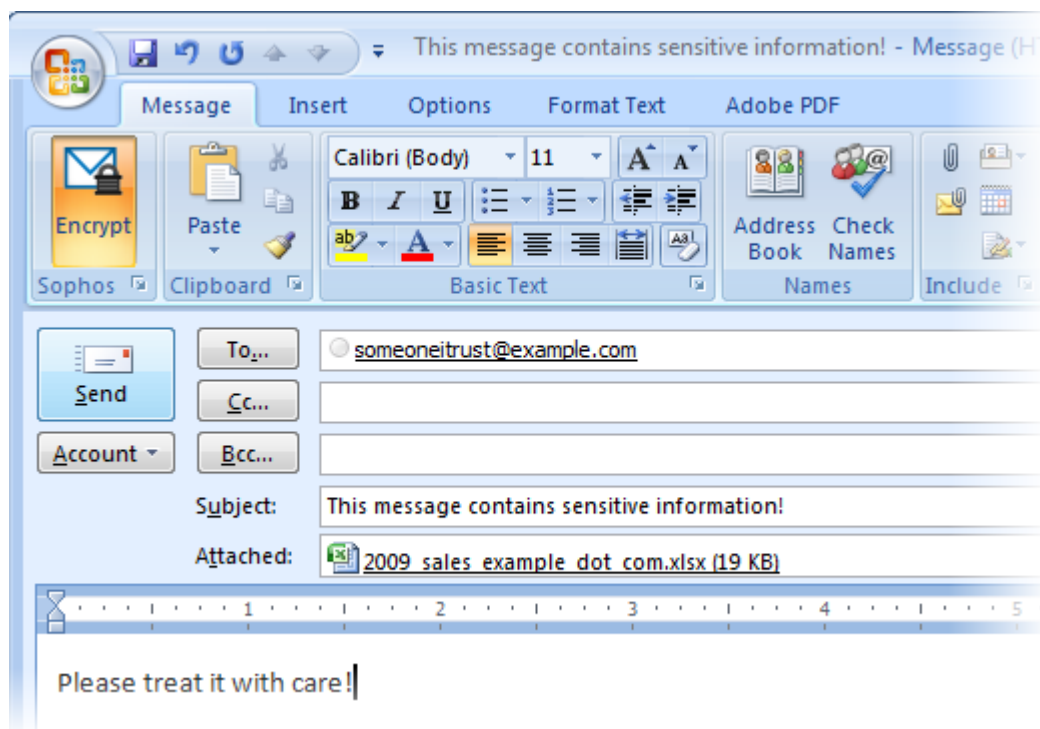 This message contains sensitive information! - Message (H
Message Insert Options Format Text Adobe PDF
Calibri (Body) 11 A A
B I U
Encrypt Paste ab A Aa Address Book Check Names
Sophos Clipboard Basic Text Names Include
To... someoneitrust@example.com
Send
Cc...
Account Bcc...
Subject: This message contains sensitive information!
Attached: 2009_sales_example_dot_com.xlsx (19 KB)
1 2 3 4 5
Please treat it with care!